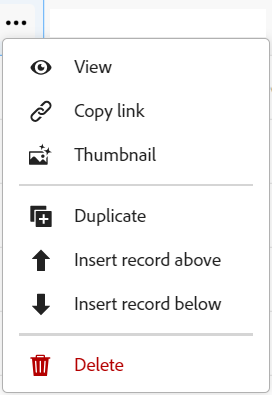 View
Copy link
Thumbnail
Duplicate
Insert record above
Insert record below
Delete